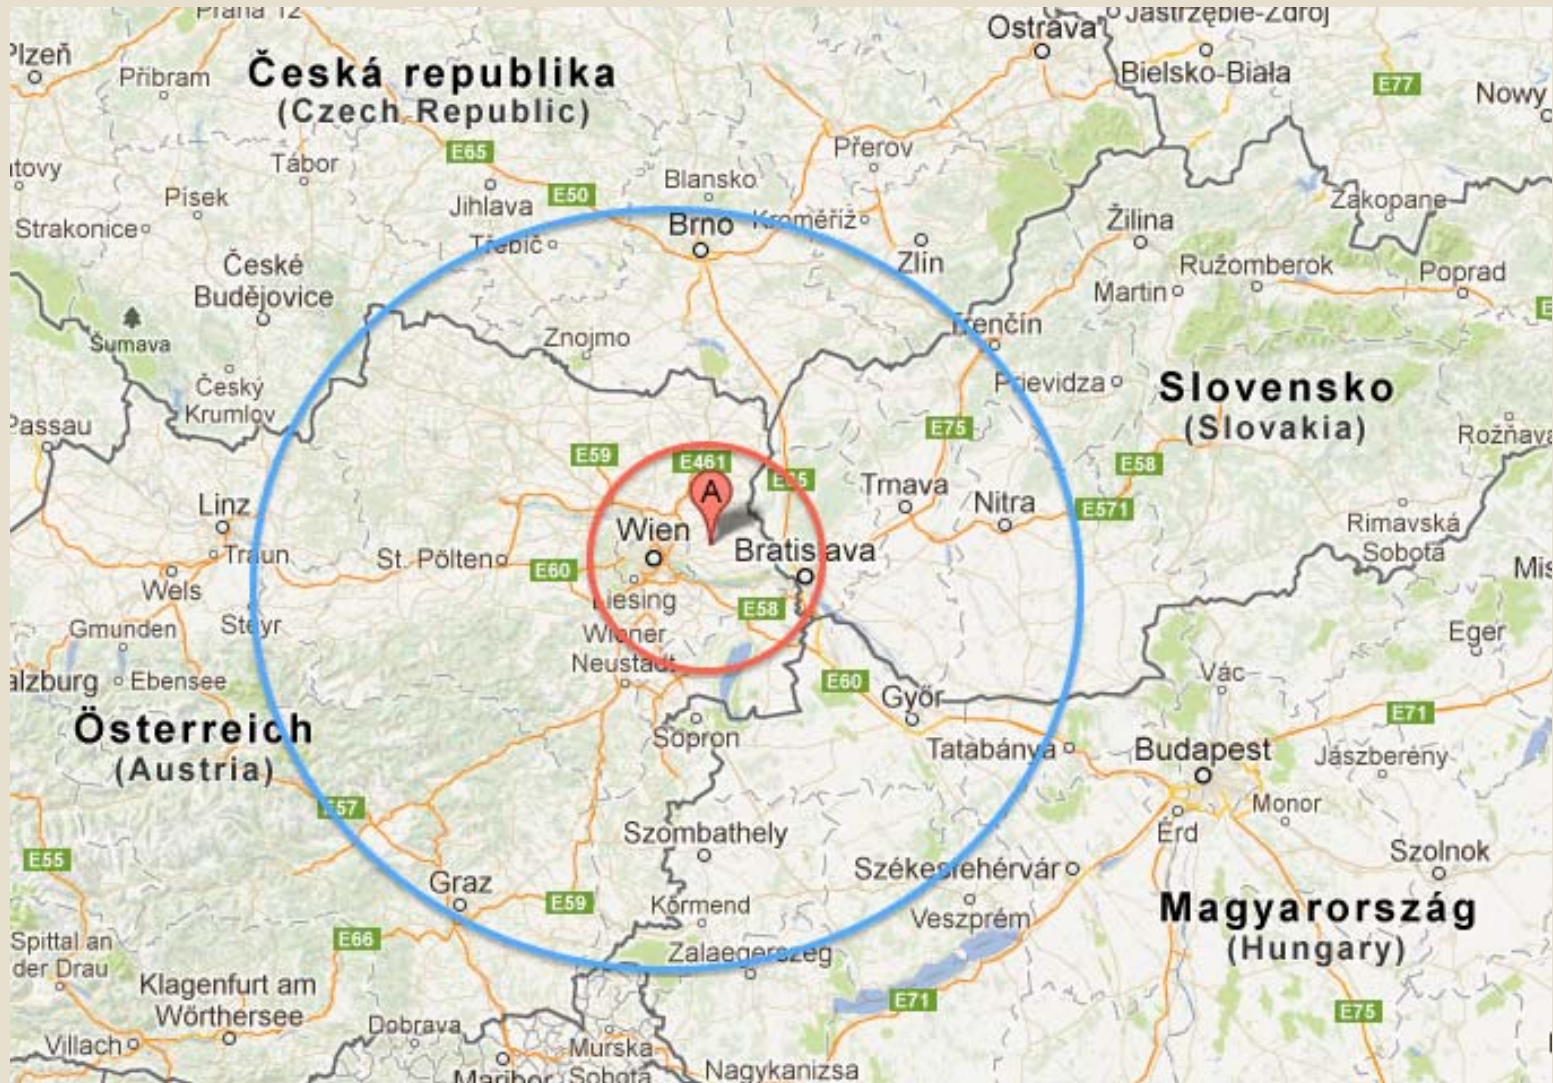 Praha 12
Plzeň
Příbram
Česká republika
(Czech Republic)
Ostrava
Jastrzębie-Zdrój
Bielsko-Biała
E77
Nowy
E65
Tábor
Písek
Strakonice
Jihlava
E50
Blansko
Přerov
Brno
Kroměříž
Třebíč
Zlín
Žilina
Zakopane
České
Budějovice
Martin
Ružomberok
Poprad
Šumava
Znojmo
Trenčín
Český
Krumlov
Prievidza
Slovensko
(Slovakia)
Passau
E75
Rožňava
E59
E461
E65
E58
A
Linz
Trnava
Nitra
E571
Wien
Bratislava
Rimavská
Sobota
Traun
St. Pölten
E60
Wels
Liesing
E58
Gmunden
Steyr
Wiener
Neustadt
Eger
Ebensee
E60
Vác
Győr
E71
Österreich
(Austria)
Sopron
Tatabánya
Budapest
Jászberény
E57
Monor
Szombathely
Érd
E55
Székesfehérvár
Szolnok
Graz
E59
Körmend
Veszprém
Magyarország
(Hungary)
E66
Spittal an
der Drau
Zalaegerszeg
Klagenfurt am
Wörthersee
E71
E75
Dobrava
Villach
Murska
Sobota
Maribor
Nagykanizsa